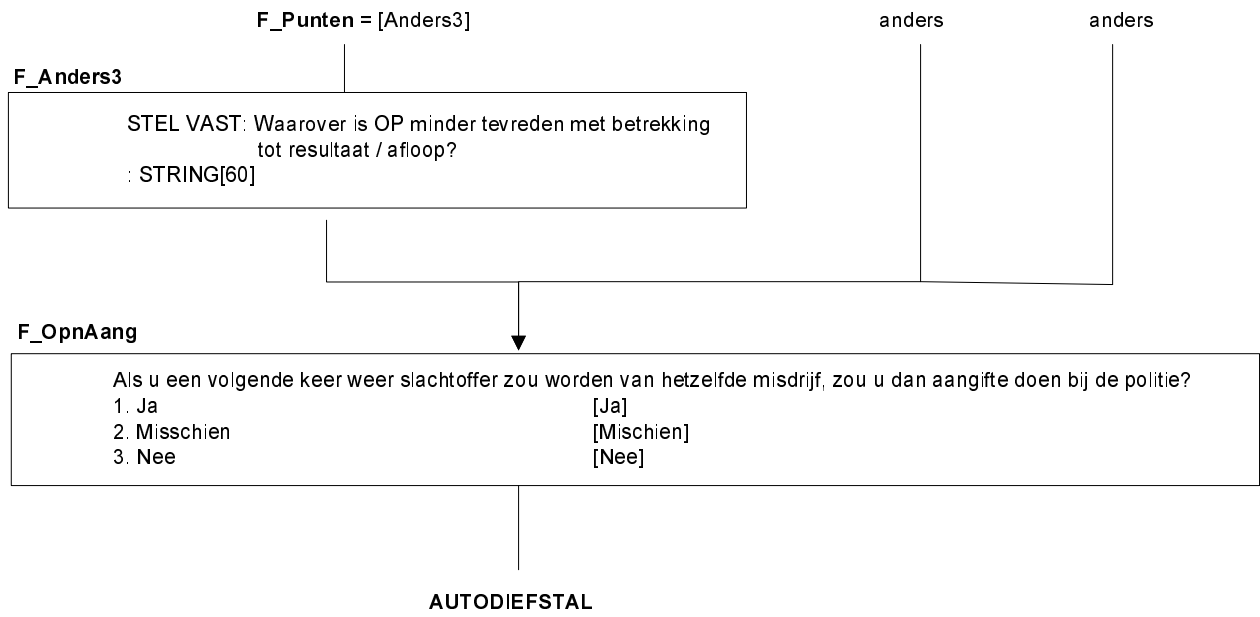 F_Punten = [Anders3] anders anders
F_Anders3
STEL VAST: Waarover is OP minder tevreden met betrekking
tot resultaat / afloop?
: STRING[60]
F_OpnAang
Als u een volgende keer weer slachtoffer zou worden van hetzelfde misdrijf, zou u dan aangifte doen bij de politie?
1. Ja [Ja]
2. Misschien [Mischien]
3. Nee [Nee]
AUTODIEFSTAL